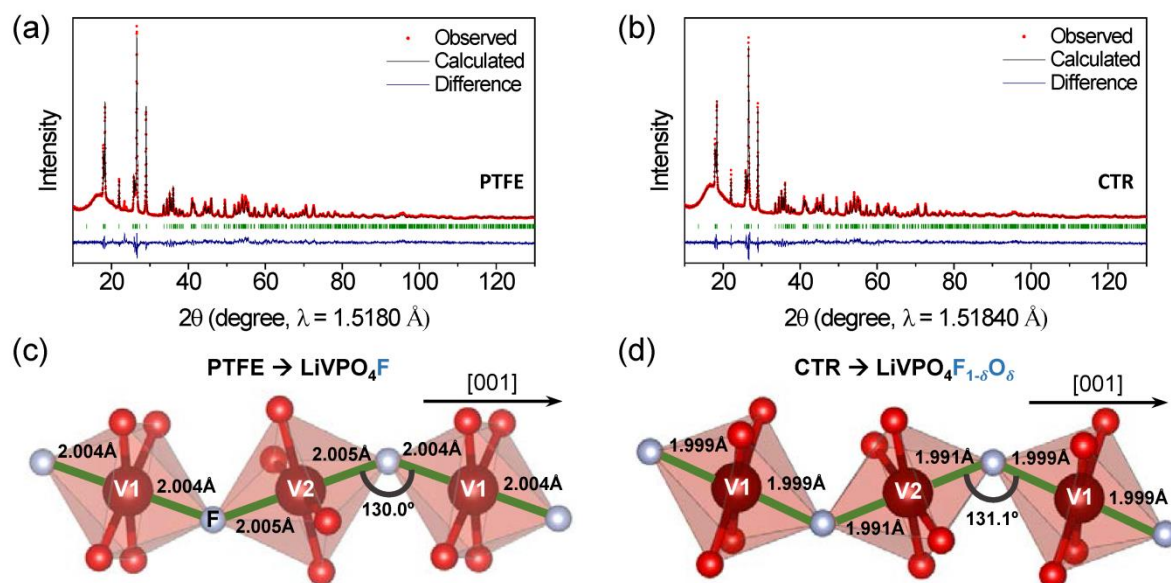 (a)
Observed
Calculated
Difference
Intensity
PTFE
20 40 60 80 100 120
2θ (degree, λ = 1.5180 Å)
(b)
Observed
Calculated
Difference
Intensity
CTR
20 40 60 80 100 120
2θ (degree, λ = 1.51840 Å)
(c)
PTFE → LiVPO₄F
[001]
2.004Å
V1
2.004Å
F
2.005Å
V2
2.005Å
130.0º
2.004Å
V1
2.004Å
(d)
CTR → LiVPO₄F₁₋δOδ
[001]
1.999Å
V1
1.999Å
1.991Å
V2
1.991Å
131.1º
1.999Å
V1
1.999Å